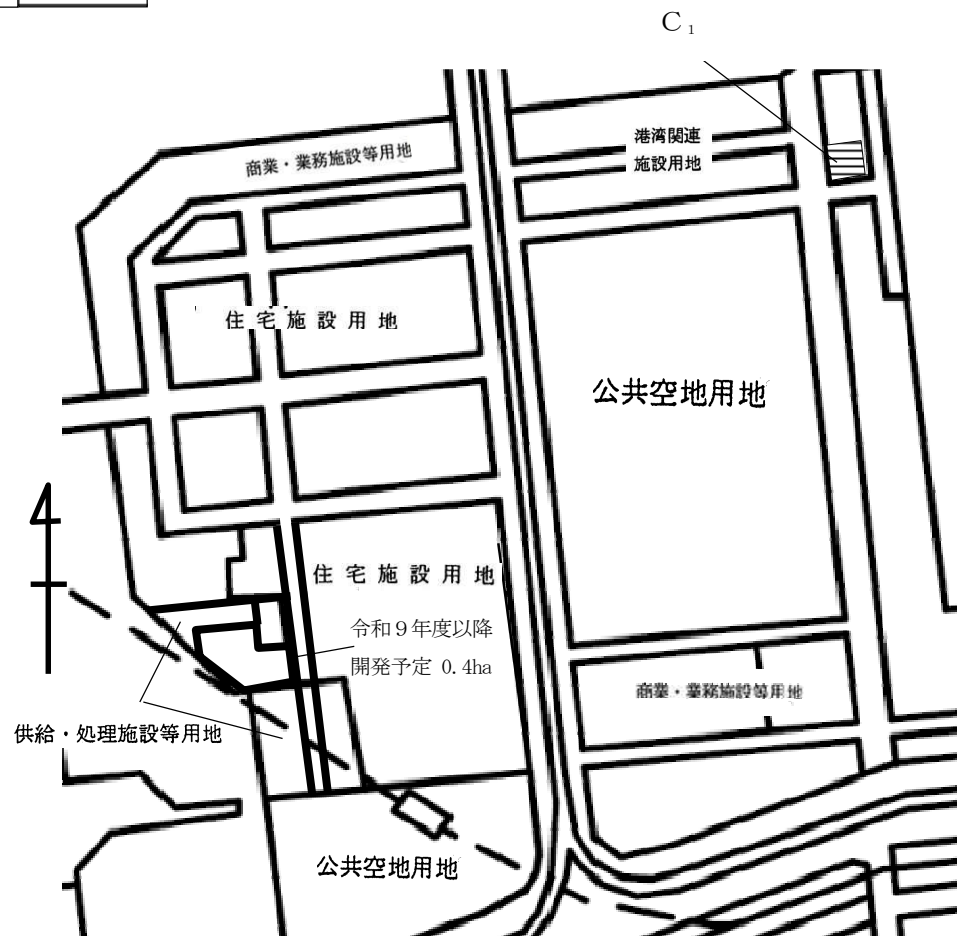 C₁
港湾関連
施設用地
商業・業務施設等用地
住宅施設用地
公共空地用地
住宅施設用地
令和９年度以降
開発予定 0.4ha
商業・業務施設等用地
供給・処理施設等用地
公共空地用地